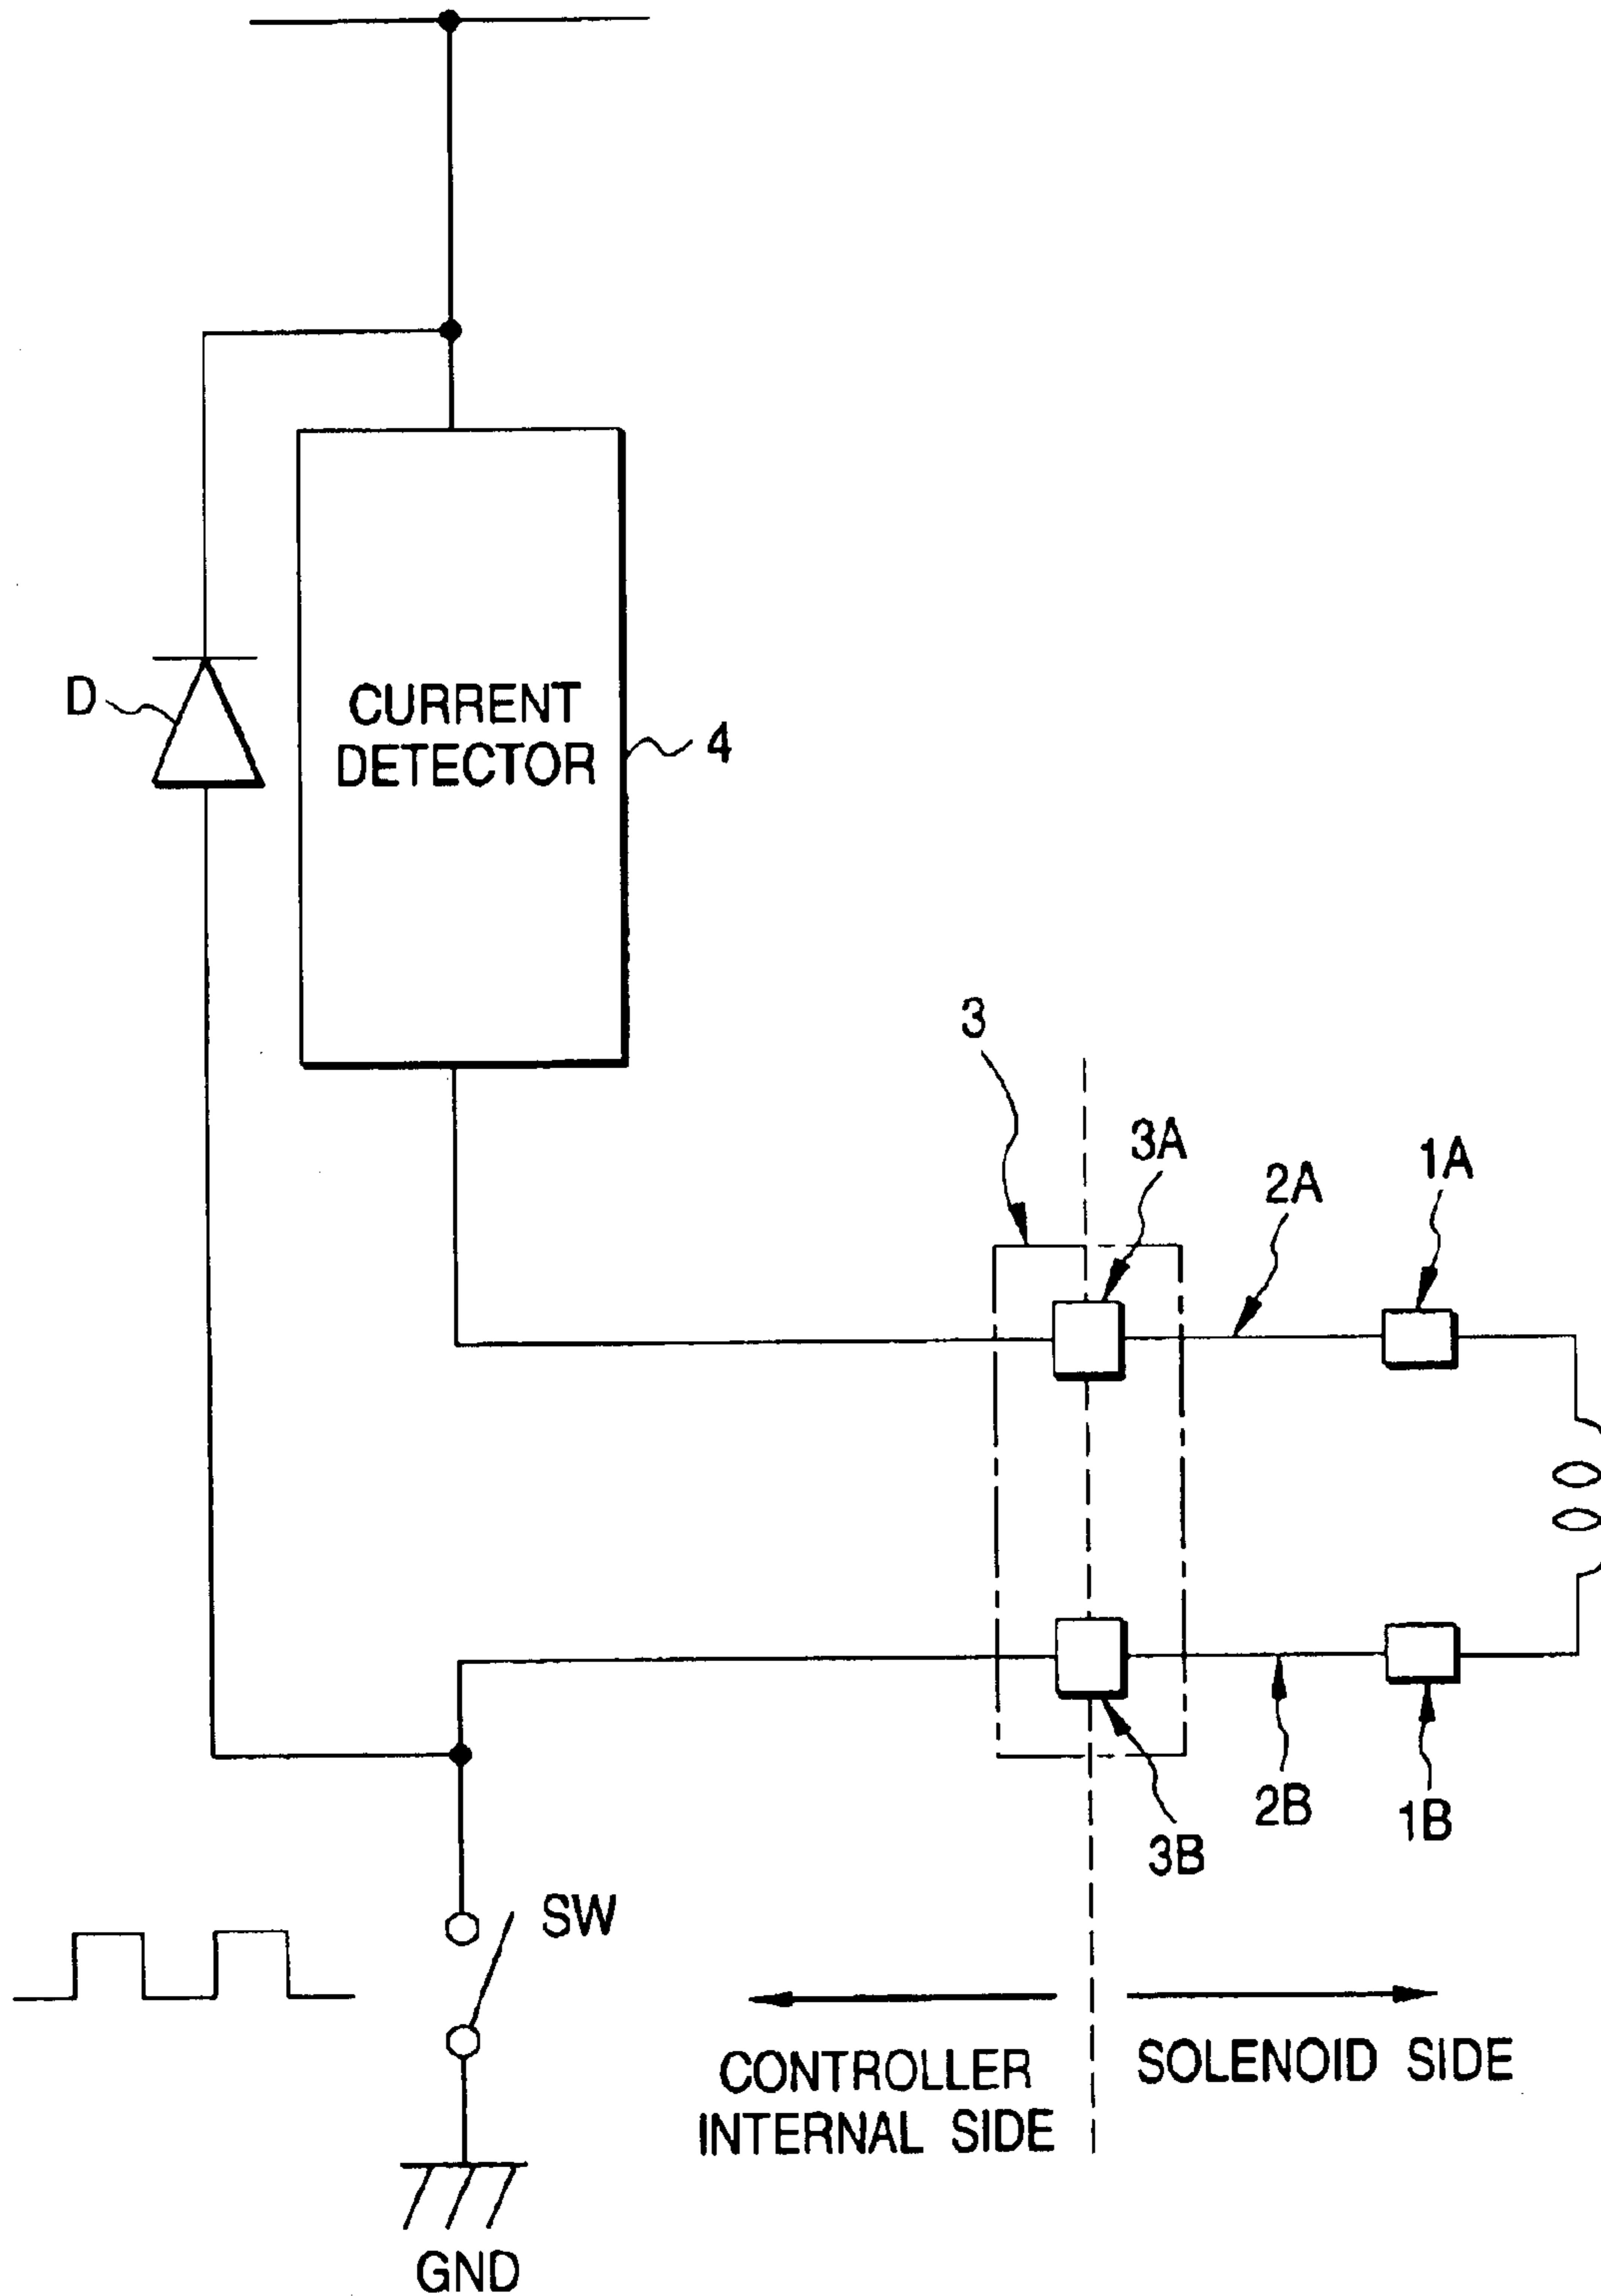 D
CURRENT
DETECTOR
4
3
3A
2A
1A
3B
2B
1B
SW
CONTROLLER
INTERNAL SIDE
SOLENOID SIDE
GND